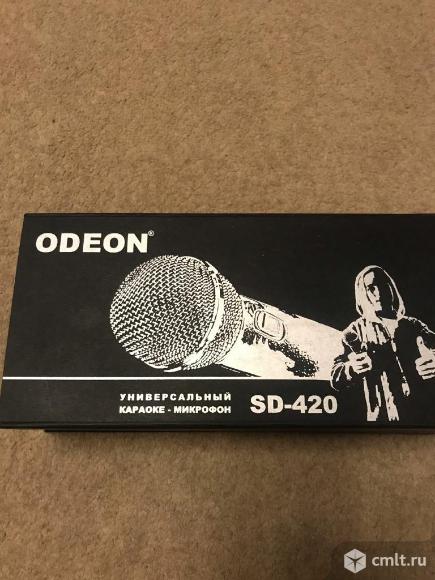 ODEON®
УНИВЕРСАЛЬНЫЙ
КАРАОКЕ - МИКРОФОН
SD-420
cmlt.ru